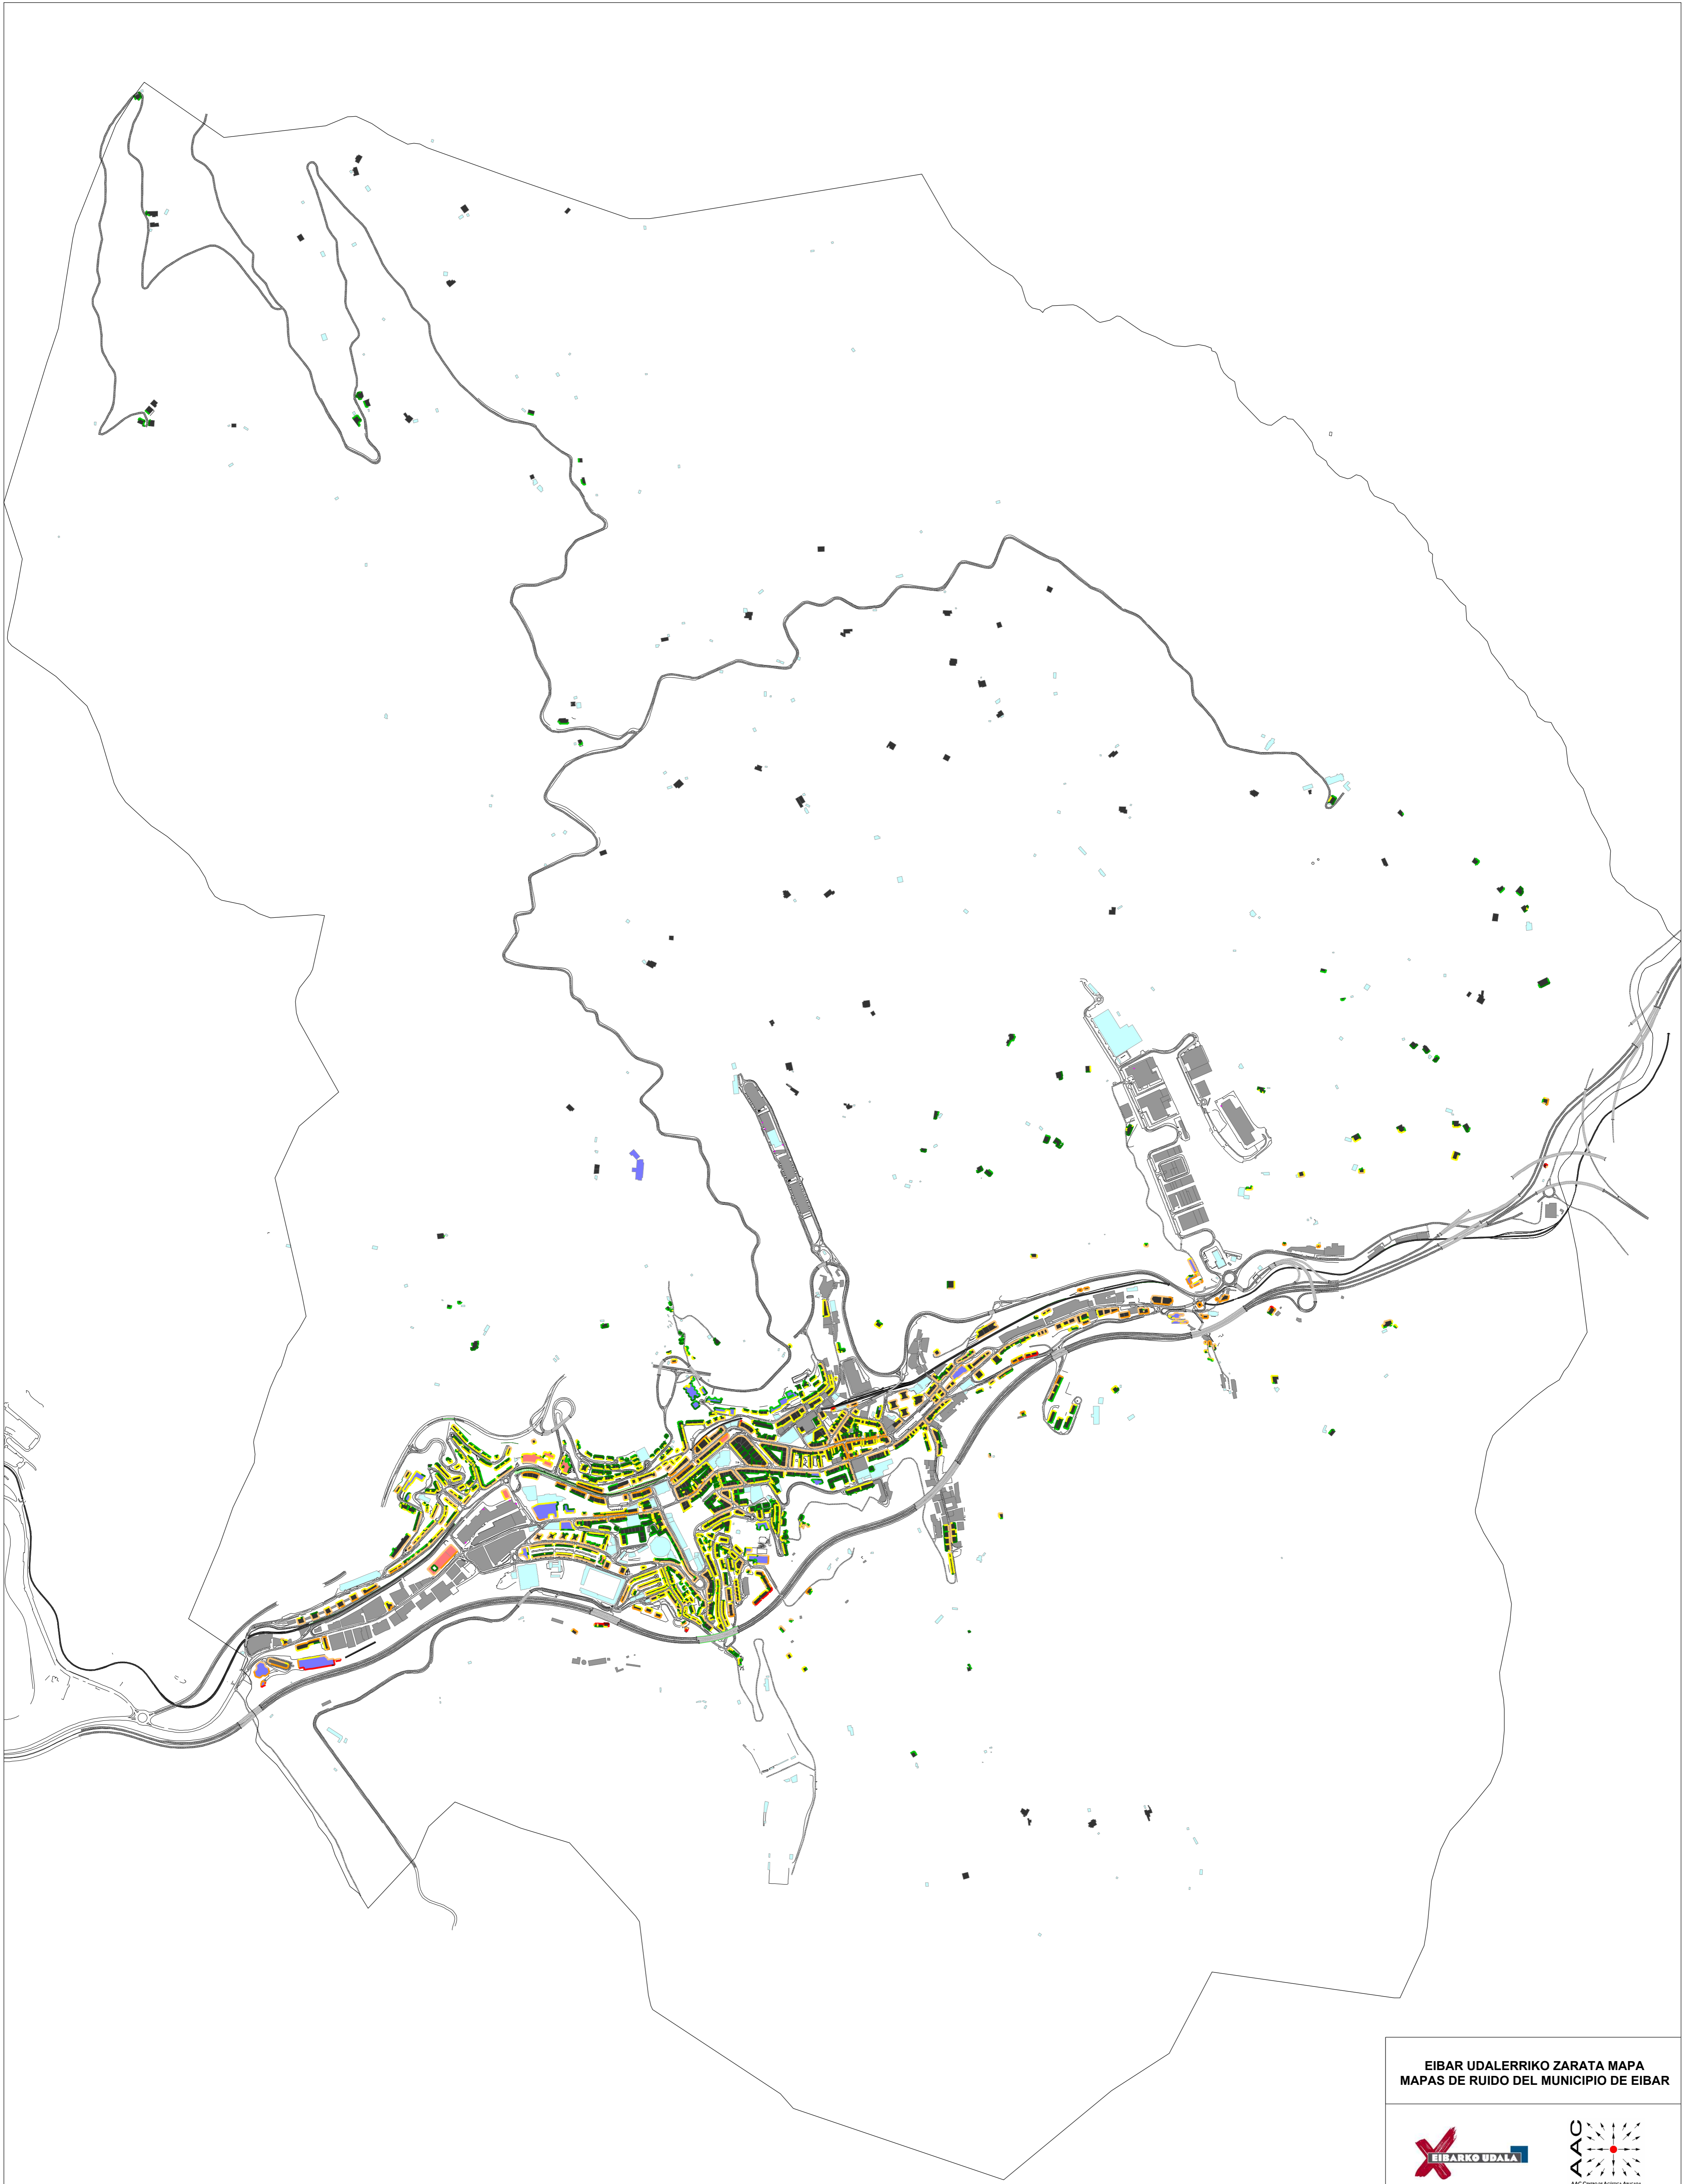 EIBAR UDALERRIKO ZARATA MAPA
MAPAS DE RUIDO DEL MUNICIPIO DE EIBAR
EIBARKO UDALA
AAC